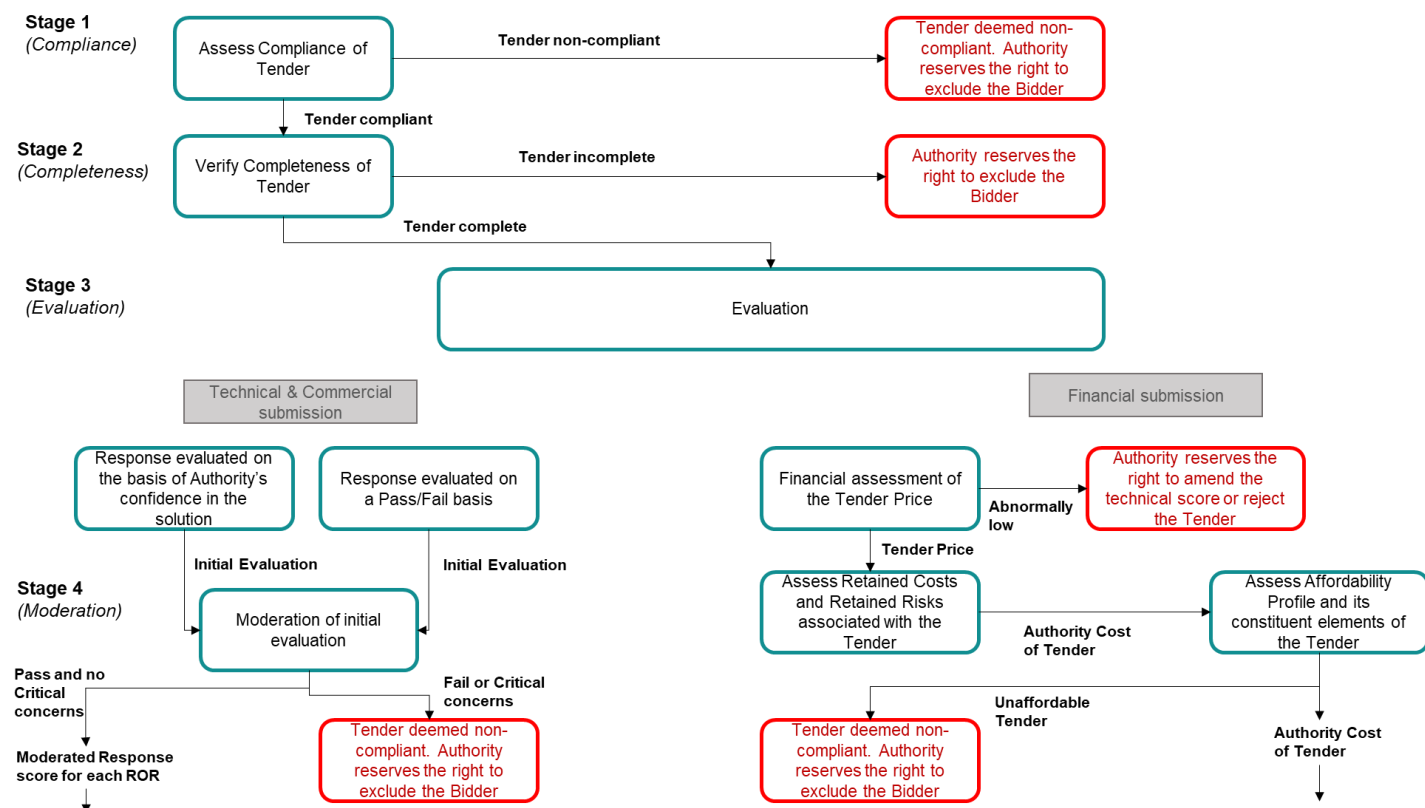 Stage 1
(Compliance)
Assess Compliance of
Tender
Tender non-compliant
Tender deemed non-
compliant. Authority
reserves the right to
exclude the Bidder
Tender compliant
Stage 2
(Completeness)
Verify Completeness of
Tender
Tender incomplete
Authority reserves the
right to exclude the
Bidder
Tender complete
Stage 3
(Evaluation)
Evaluation
Technical & Commercial
submission
Financial submission
Response evaluated on
the basis of Authority's
confidence in the
solution
Response evaluated on
a Pass/Fail basis
Financial assessment of
the Tender Price
Abnormally
low
Authority reserves the
right to amend the
technical score or reject
the Tender
Initial Evaluation
Initial Evaluation
Tender Price
Stage 4
(Moderation)
Moderation of initial
evaluation
Assess Retained Costs
and Retained Risks
associated with the
Tender
Authority Cost
of Tender
Assess Affordability
Profile and its
constituent elements of
the Tender
Pass and no
Critical
concerns
Fail or Critical
concerns
Unaffordable
Tender
Moderated Response
score for each ROR
Tender deemed non-
compliant. Authority
reserves the right to
exclude the Bidder
Tender deemed non-
compliant. Authority
reserves the right to
exclude the Bidder
Authority Cost
of Tender